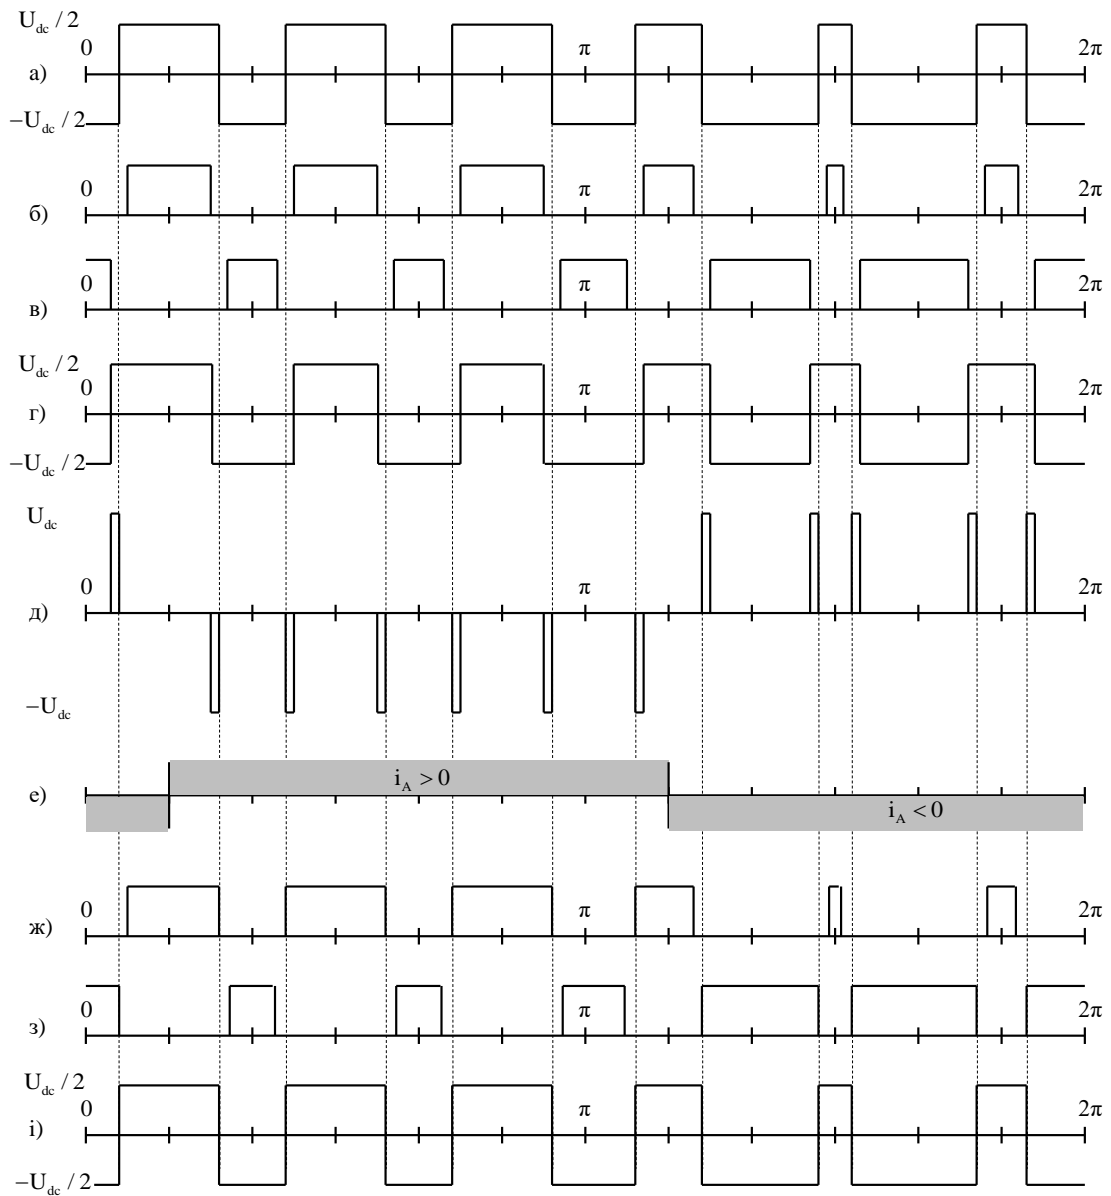 U_dc / 2
0 π 2π
а)
−U_dc / 2
0 π 2π
б)
0 π 2π
в)
U_dc / 2
0 π 2π
г)
−U_dc / 2
U_dc
0 π 2π
д)
−U_dc
i_A > 0
е)
i_A < 0
0 π 2π
ж)
0 π 2π
з)
U_dc / 2
0 π 2π
і)
−U_dc / 2